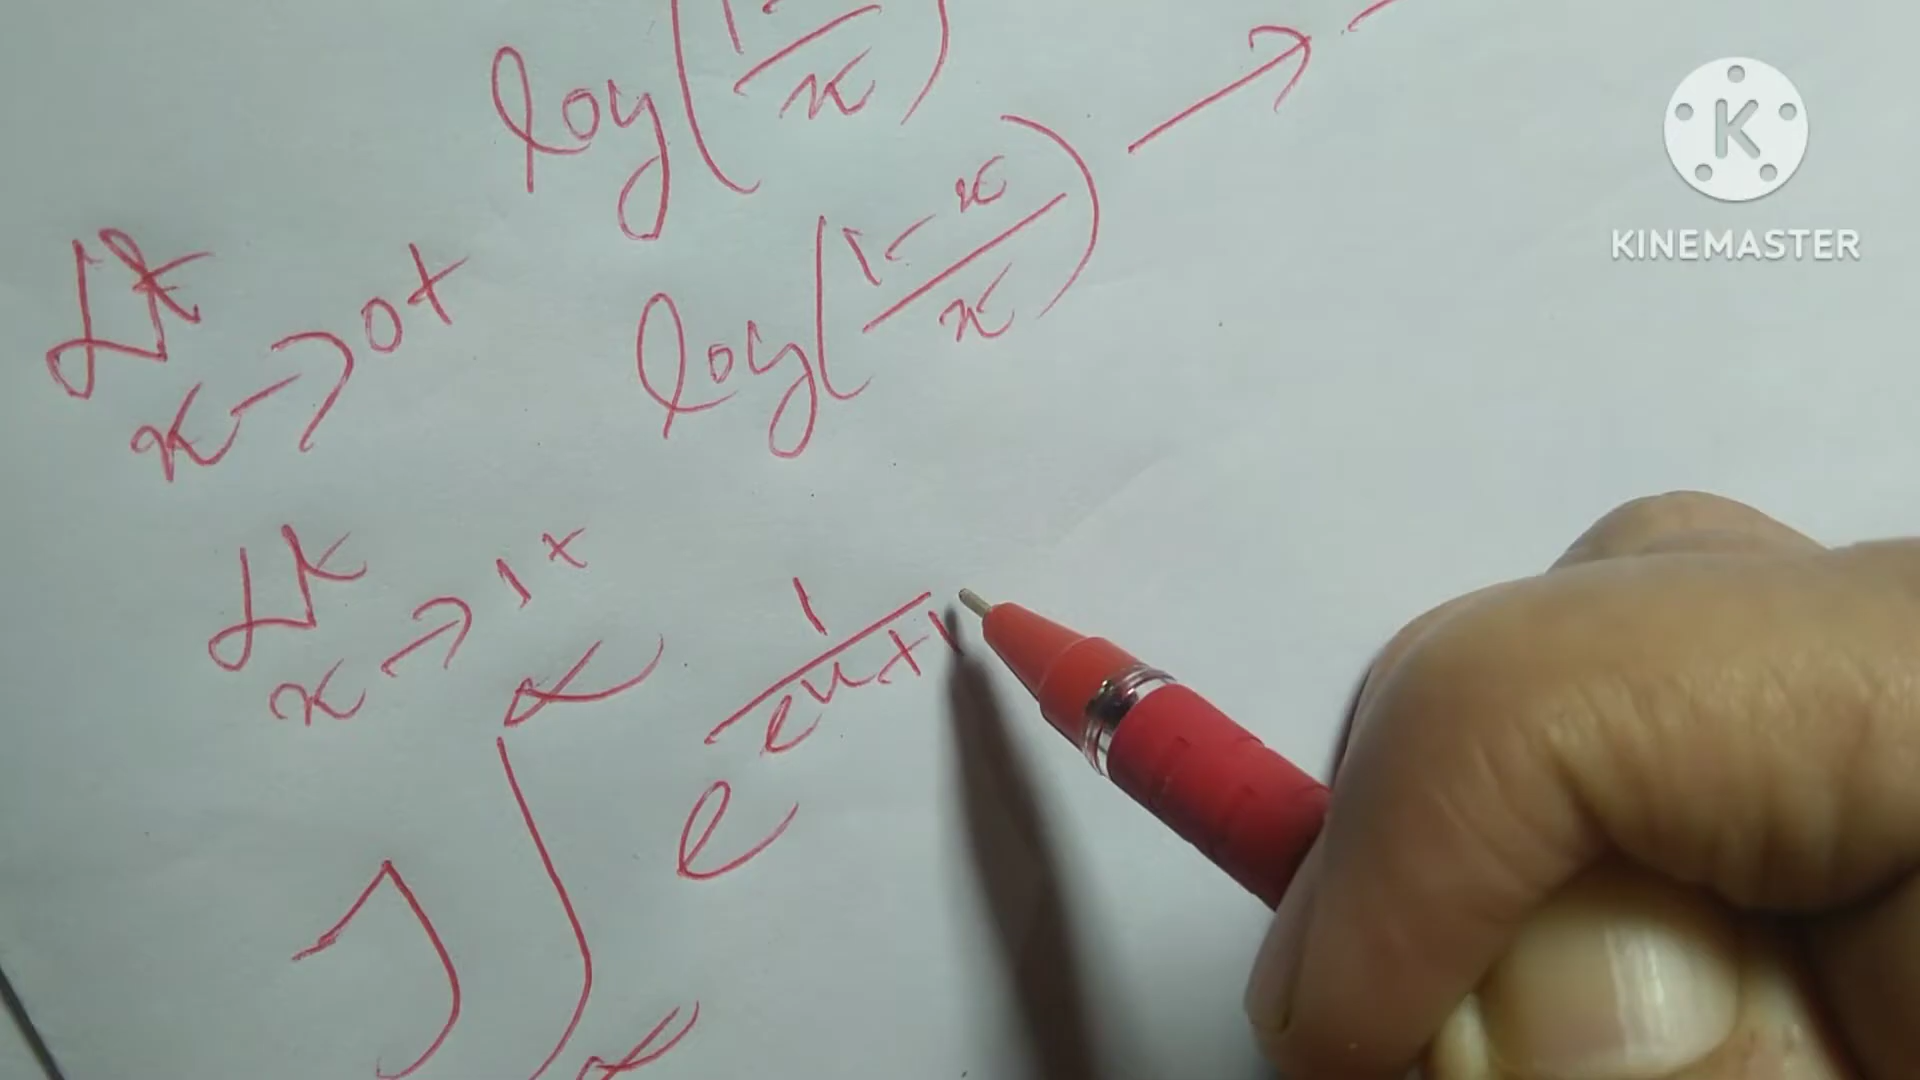 log(1-/x)
Lt x→0+ log(1-x/x) →
Lt x→1+
∫ e^1/e^u+1
KINEMASTER